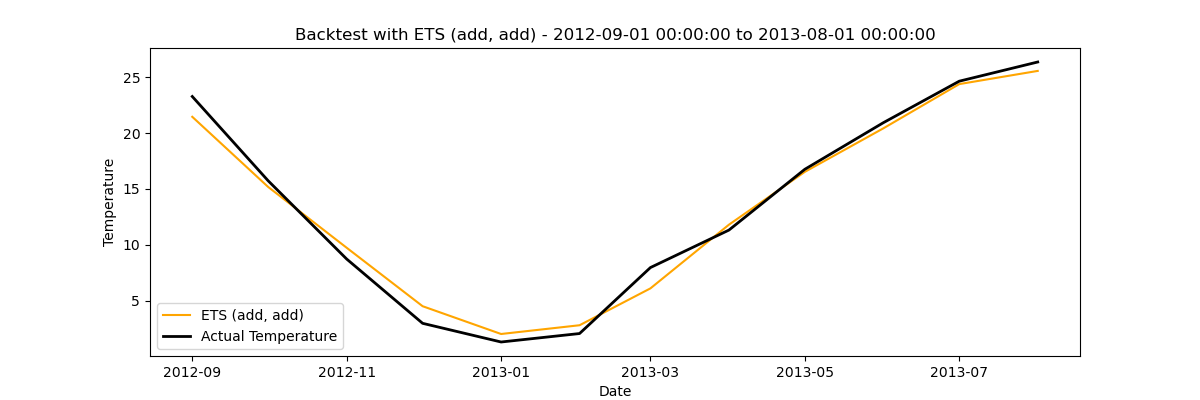 Backtest with ETS (add, add) - 2012-09-01 00:00:00 to 2013-08-01 00:00:00
Temperature
25
20
15
10
5
ETS (add, add)
Actual Temperature
2012-09 2012-11 2013-01 2013-03 2013-05 2013-07
Date